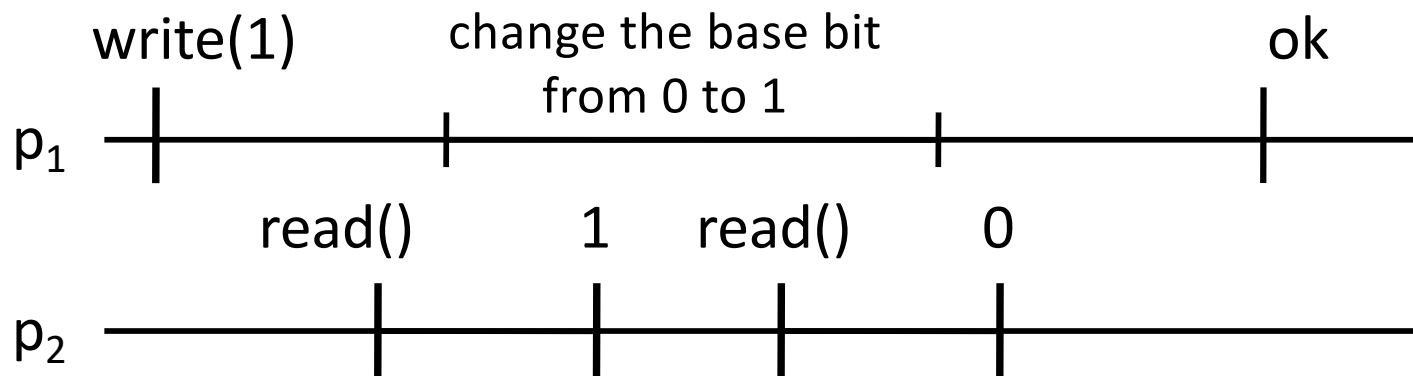 write(1) change the base bit ok
from 0 to 1
p₁
read() 1 read() 0
p₂